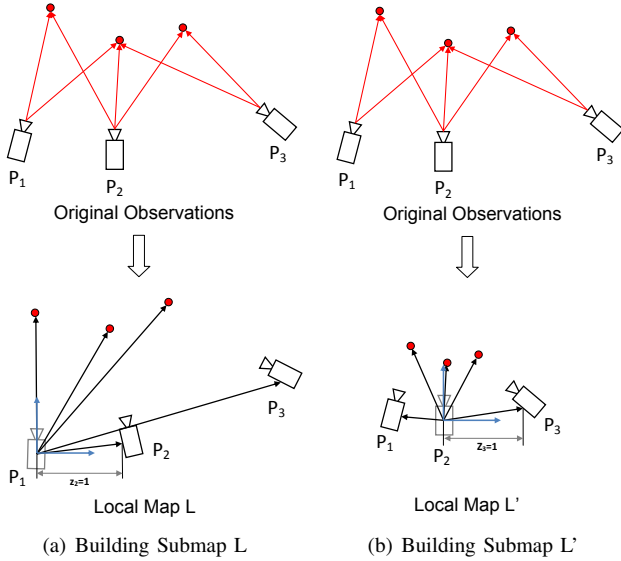 P1
P2
P3
Original Observations
P1
P2
P3
z2=1
Local Map L
(a) Building Submap L
P1
P2
P3
Original Observations
P1
P2
P3
z3=1
Local Map L'
(b) Building Submap L'